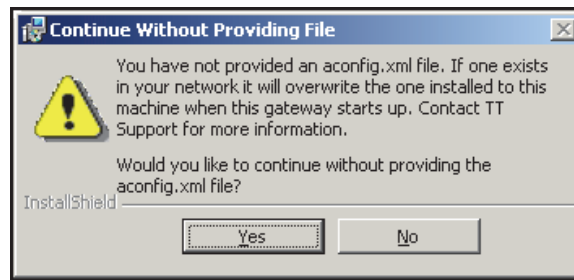 Continue Without Providing File
You have not provided an aconfig.xml file. If one exists
in your network it will overwrite the one installed to this
machine when this gateway starts up. Contact TT
Support for more information.
Would you like to continue without providing the
aconfig.xml file?
InstallShield
Yes
No